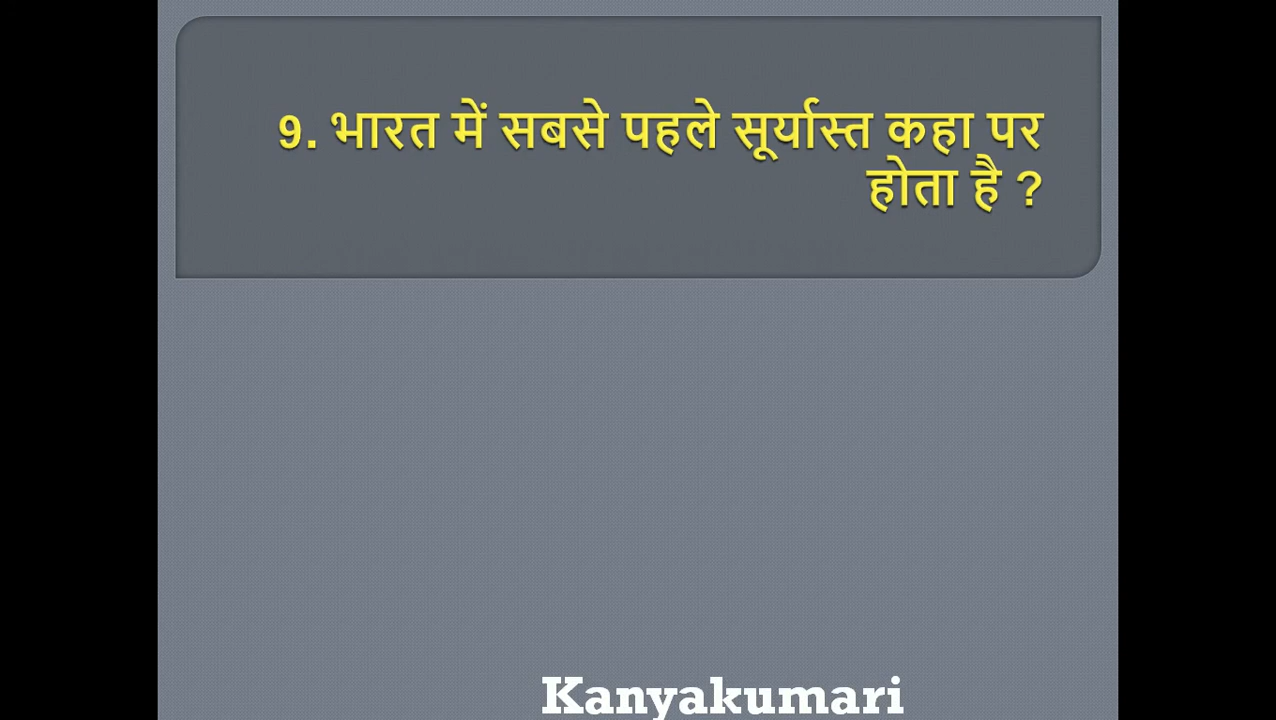 9. भारत में सबसे पहले सूर्यास्त कहा पर
होता है ?
Kanyakumari